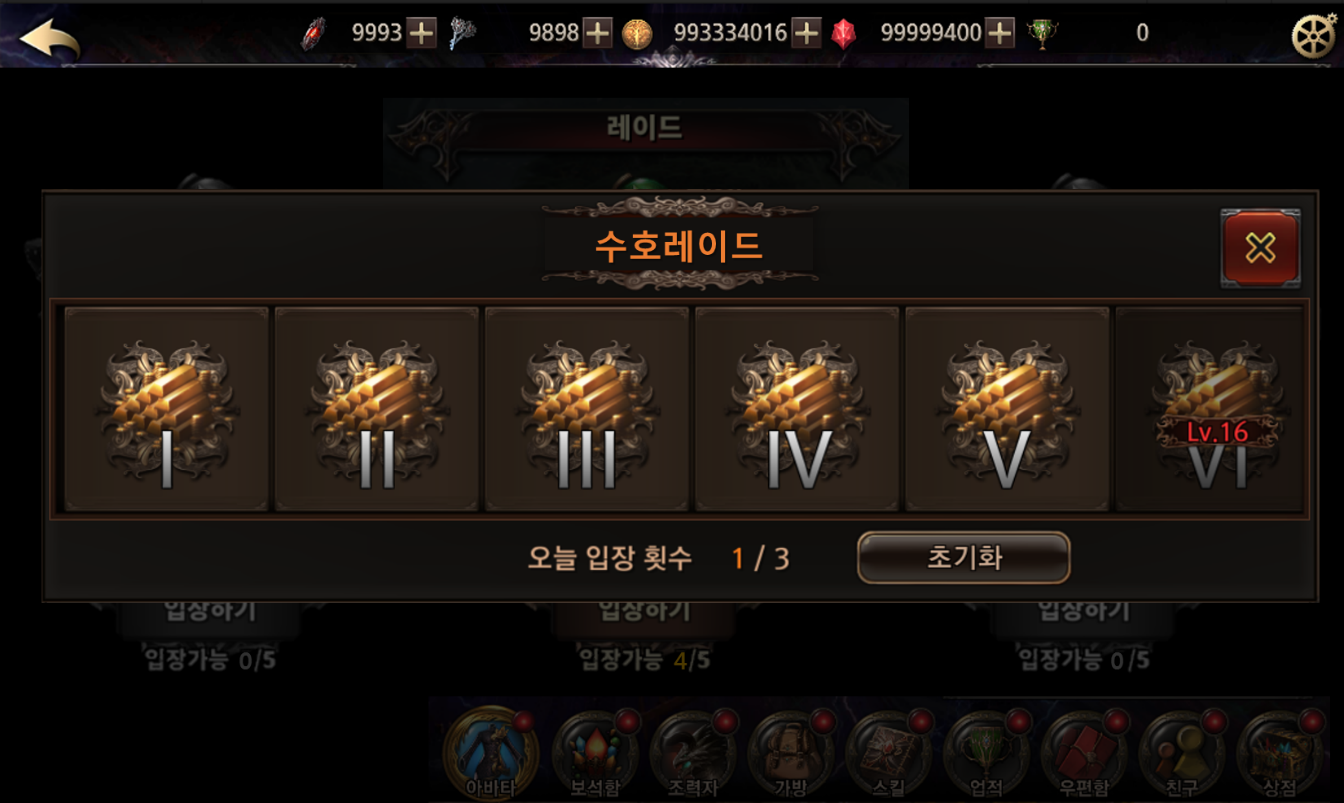 9993 9898 993334016 99999400 0
레이드
수호레이드
I II III IV V VI
Lv.16
오늘 입장 횟수 1 / 3 초기화
입장하기 입장하기 입장하기
입장가능 0/5 입장가능 4/5 입장가능 0/5
아바타 보석함 조력자 가방 스킬 업적 우편함 친구 상점